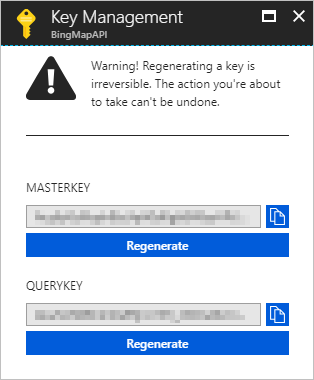 Key Management
BingMapAPI
Warning! Regenerating a key is
irreversible. The action you're about
to take can't be undone.
MASTERKEY
Regenerate
QUERYKEY
Regenerate